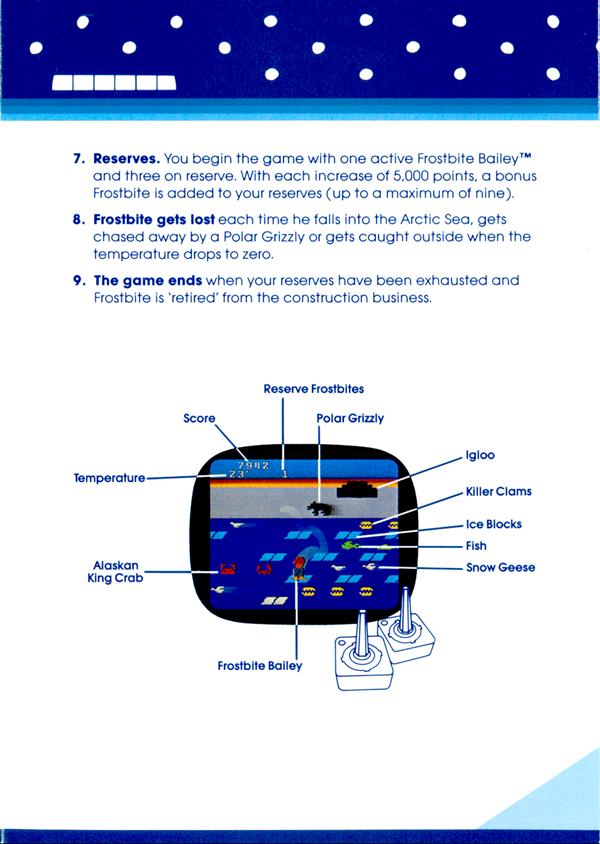 7. Reserves. You begin the game with one active Frostbite Bailey™
and three on reserve. With each increase of 5,000 points, a bonus
Frostbite is added to your reserves (up to a maximum of nine).
8. Frostbite gets lost each time he falls into the Arctic Sea, gets
chased away by a Polar Grizzly or gets caught outside when the
temperature drops to zero.
9. The game ends when your reserves have been exhausted and
Frostbite is 'retired' from the construction business.
Reserve Frostbites
Score
Polar Grizzly
Igloo
7942
Temperature
23°
1
Killer Clams
Ice Blocks
Fish
Alaskan
King Crab
Snow Geese
Frostbite Bailey